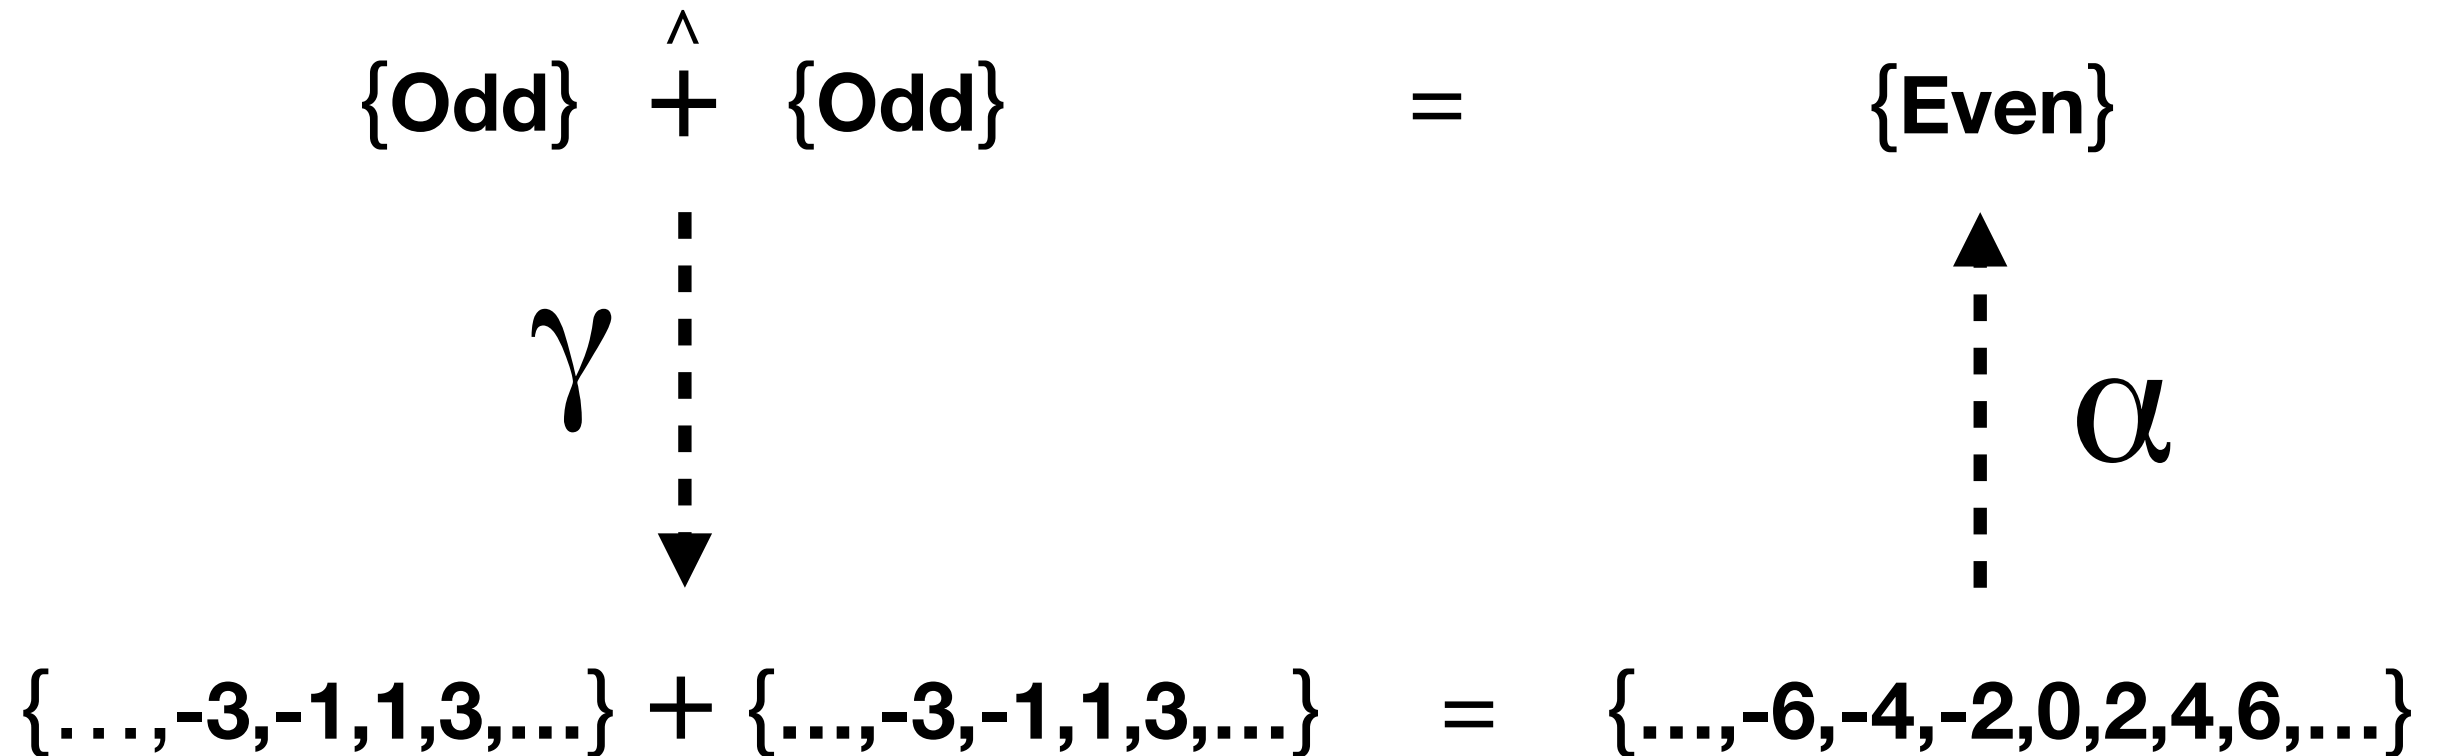 {Odd} +̂ {Odd} = {Even}
γ
α
{...,-3,-1,1,3,...} + {...,-3,-1,1,3,...} = {...,-6,-4,-2,0,2,4,6,...}